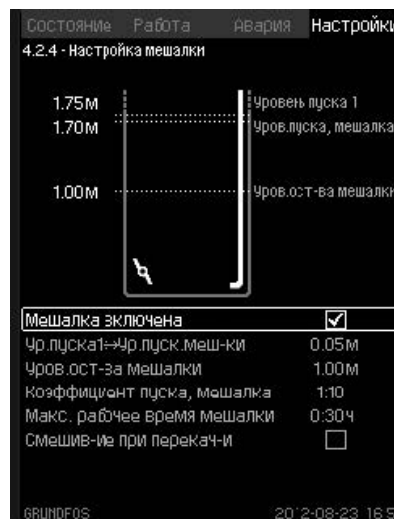 Состояние Работа Авария Настройки
4.2.4 - Настройка мешалки
1.75м Уровень пуска 1
1.70м Уров.пуска, мешалка
1.00м Уров.ост-ва мешалки
Мешалка включена
Ур.пуска1↔Ур.пуск.меш-ки 0.05м
Уров.ост-ва мешалки 1.00м
Коэффициент пуска, мешалка 1:10
Макс. рабочее время мешалки 0:30ч
Смешив-ие при перекач-и
GRUNDFOS 2012-08-23 16:5